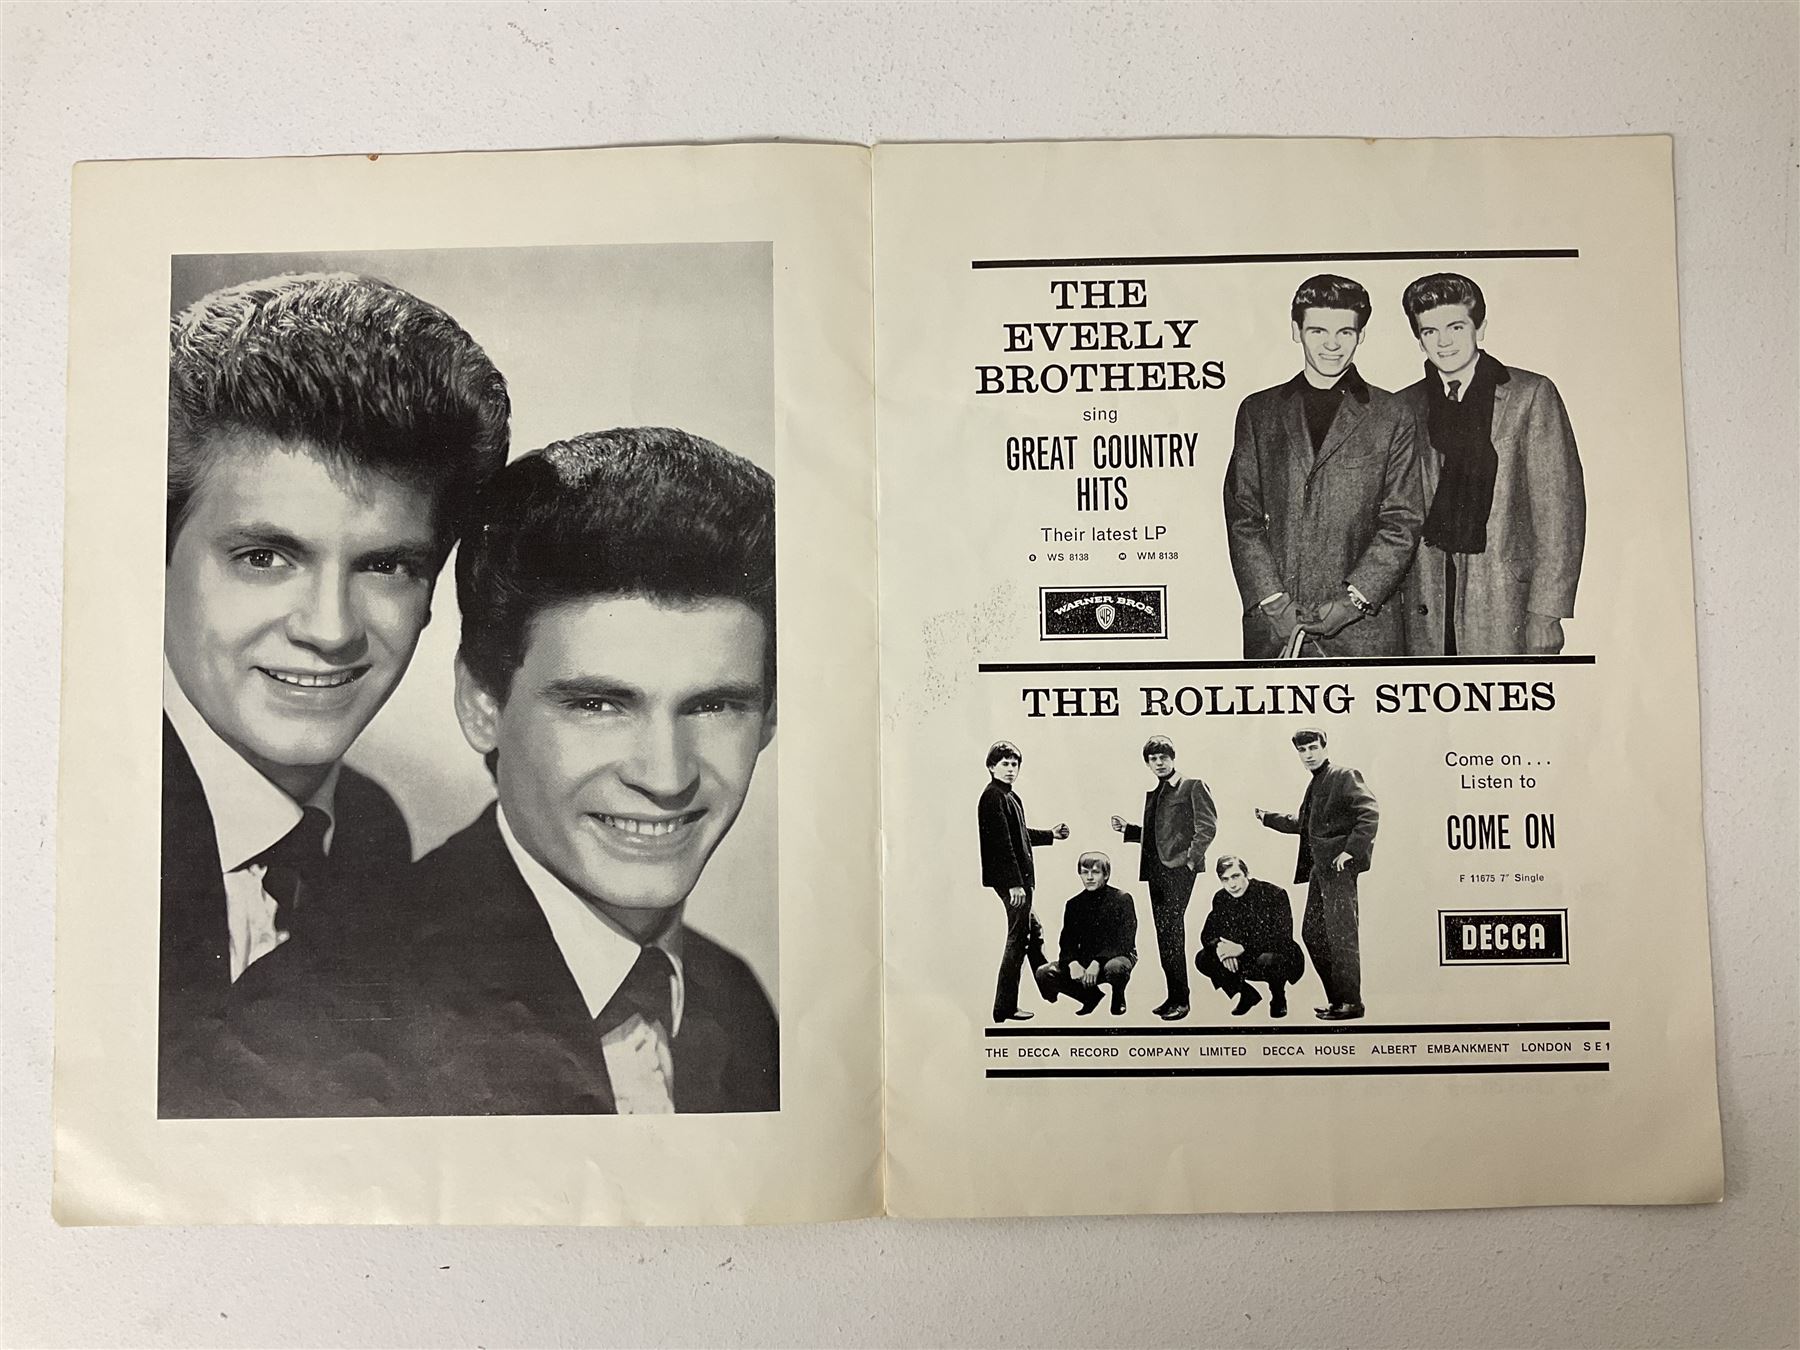 THE
EVERLY
BROTHERS
sing
GREAT COUNTRY
HITS
Their latest LP
S WS 8138 M WM 8138
WARNER BROS.
WB
THE ROLLING STONES
Come on . . .
Listen to
COME ON
F 11675 7" Single
DECCA
THE DECCA RECORD COMPANY LIMITED DECCA HOUSE ALBERT EMBANKMENT LONDON S E 1